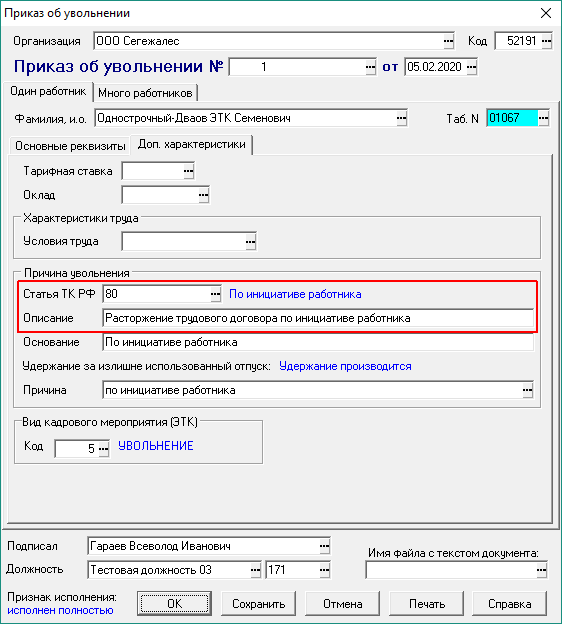 Приказ об увольнении
Организация ООО Сегежалес Код 52191
Приказ об увольнении № 1 от 05.02.2020
Один работник Много работников
Фамилия, и.о. Однострочный-Дваов ЭТК Семенович Таб. N 01067
Основные реквизиты Доп. характеристики
Тарифная ставка
Оклад
Характеристики труда
Условия труда
Причина увольнения
Статья ТК РФ 80 По инициативе работника
Описание Расторжение трудового договора по инициативе работника
Основание По инициативе работника
Удержание за излишне использованный отпуск: Удержание производится
Причина по инициативе работника
Вид кадрового мероприятия (ЭТК)
Код 5 УВОЛЬНЕНИЕ
Подписал Гараев Всеволод Иванович
Имя файла с текстом документа:
Должность Тестовая должность 03 171
Признак исполнения:
исполнен полностью
ОК Сохранить Отмена Печать Справка